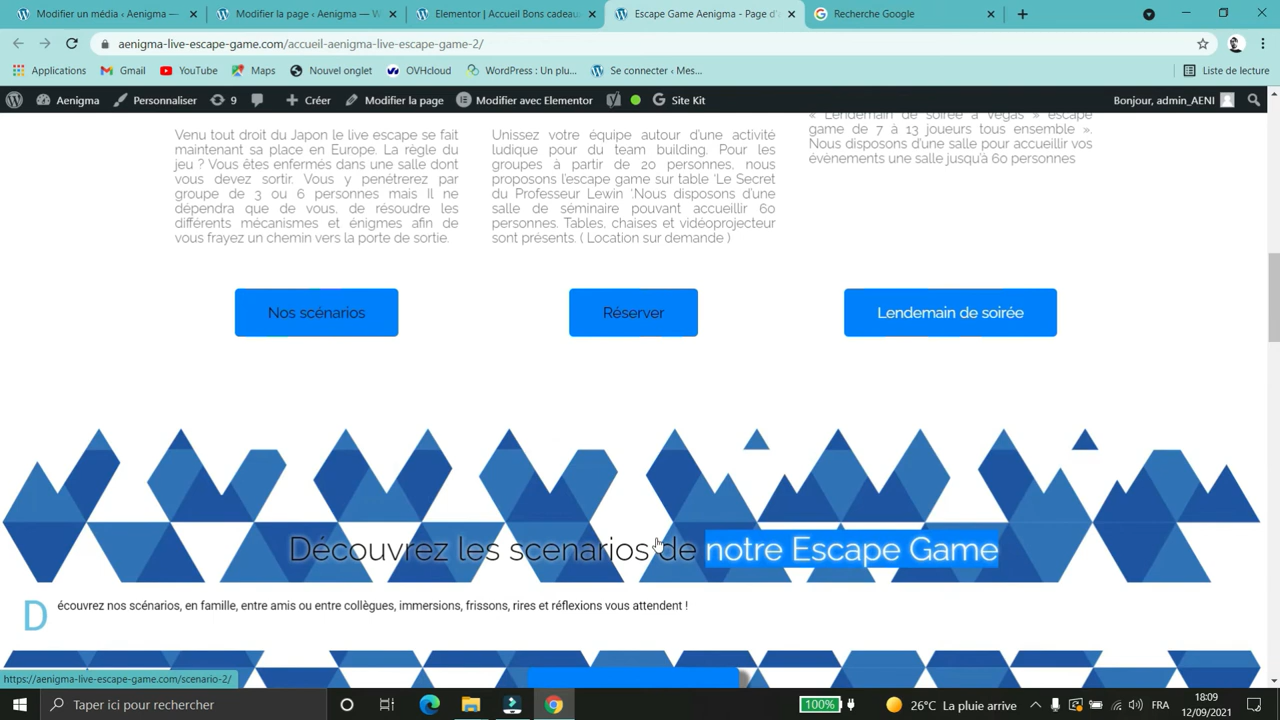 Modifier un média ‹ Aenigma —
Modifier la page ‹ Aenigma — W
Elementor | Accueil Bons cadeau
Escape Game Aenigma - Page d'
Recherche Google
aenigma-live-escape-game.com/accueil-aenigma-live-escape-game-2/
Applications
Gmail
YouTube
Maps
Nouvel onglet
OVHcloud
WordPress : Un plu...
Se connecter ‹ Mes...
Liste de lecture
Aenigma
Personnaliser
9
Créer
Modifier la page
Modifier avec Elementor
Site Kit
Bonjour, admin_AENI
Venu tout droit du Japon le live escape se fait
maintenant sa place en Europe. La règle du
jeu ? Vous êtes enfermés dans une salle dont
vous devez sortir. Vous y penétrerez par
groupe de 3 ou 6 personnes mais Il ne
dépendra que de vous, de résoudre les
différents mécanismes et énigmes afin de
vous frayez un chemin vers la porte de sortie.
Unissez votre équipe autour d'une activité
ludique pour du team building. Pour les
groupes à partir de 20 personnes, nous
proposons l'escape game sur table 'Le Secret
du Professeur Lewin '.Nous disposons d'une
salle de séminaire pouvant accueillir 60
personnes. Tables, chaises et vidéoprojecteur
sont présents. ( Location sur demande )
« Lendemain de soirée à Vegas » escape
game de 7 à 13 joueurs tous ensemble ».
Nous disposons d'une salle pour accueillir vos
évènements une salle jusqu'à 60 personnes
Nos scénarios
Réserver
Lendemain de soirée
Découvrez les scenarios de notre Escape Game
Découvrez nos scénarios, en famille, entre amis ou entre collègues, immersions, frissons, rires et réflexions vous attendent !
https://aenigma-live-escape-game.com/scenario-2/
Taper ici pour rechercher
100%
26°C La pluie arrive
FRA
18:09
12/09/2021